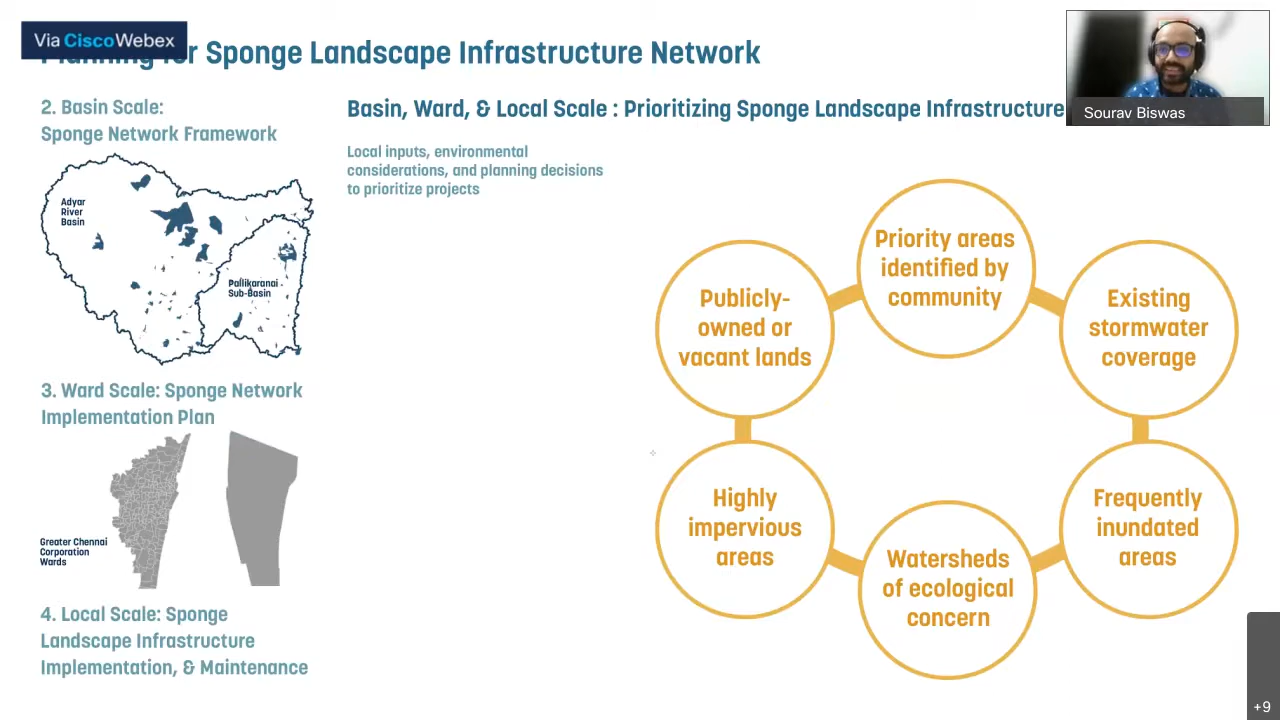 Via CiscoWebex
Planning for Sponge Landscape Infrastructure Network
Sourav Biswas
2. Basin Scale:
Sponge Network Framework
Adyar
River
Basin
Pallikaranai
Sub-Basin
3. Ward Scale: Sponge Network
Implementation Plan
Greater Chennai
Corporation
Wards
4. Local Scale: Sponge
Landscape Infrastructure
Implementation, & Maintenance
Basin, Ward, & Local Scale : Prioritizing Sponge Landscape Infrastructure
Local inputs, environmental
considerations, and planning decisions
to prioritize projects
Priority areas
identified by
community
Publicly-
owned or
vacant lands
Existing
stormwater
coverage
Highly
impervious
areas
Frequently
inundated
areas
Watersheds
of ecological
concern
+9